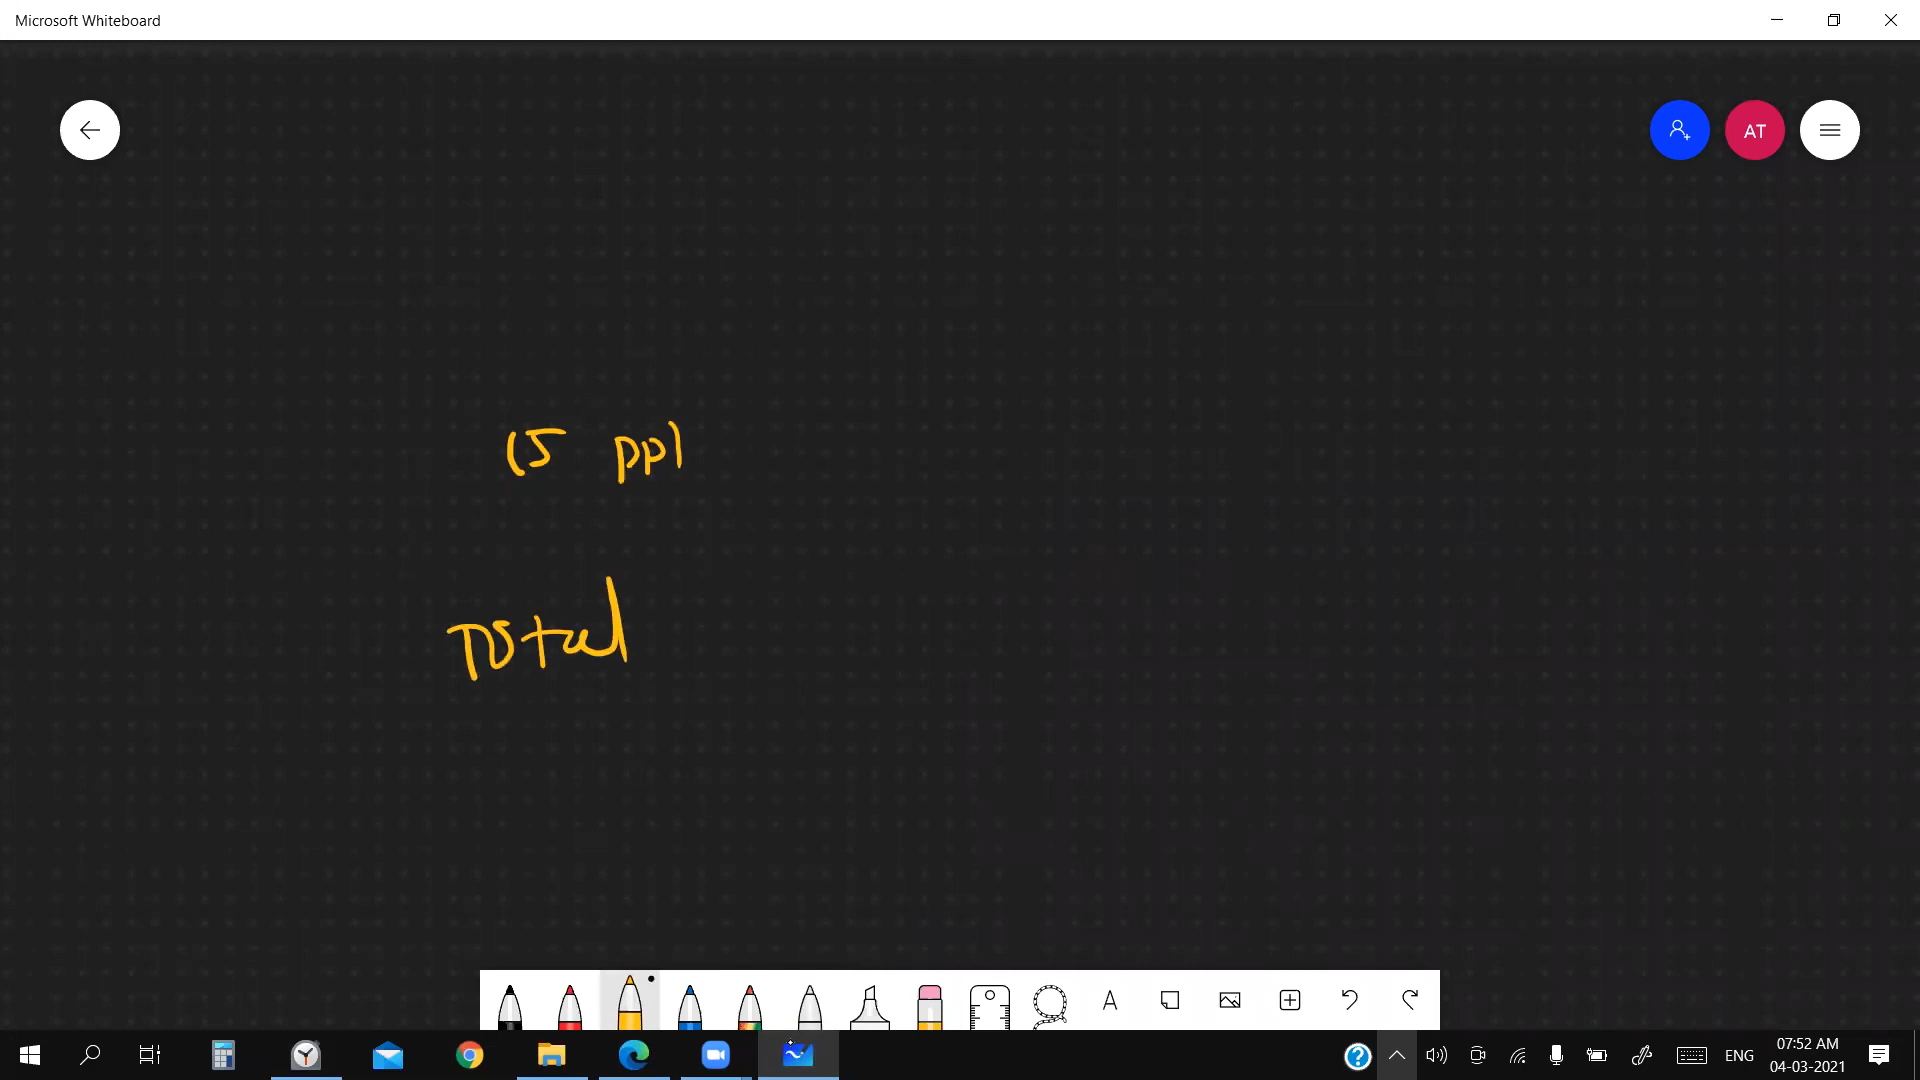 Microsoft Whiteboard
AT
15 ppl
Total
A
ENG
07:52 AM
04-03-2021